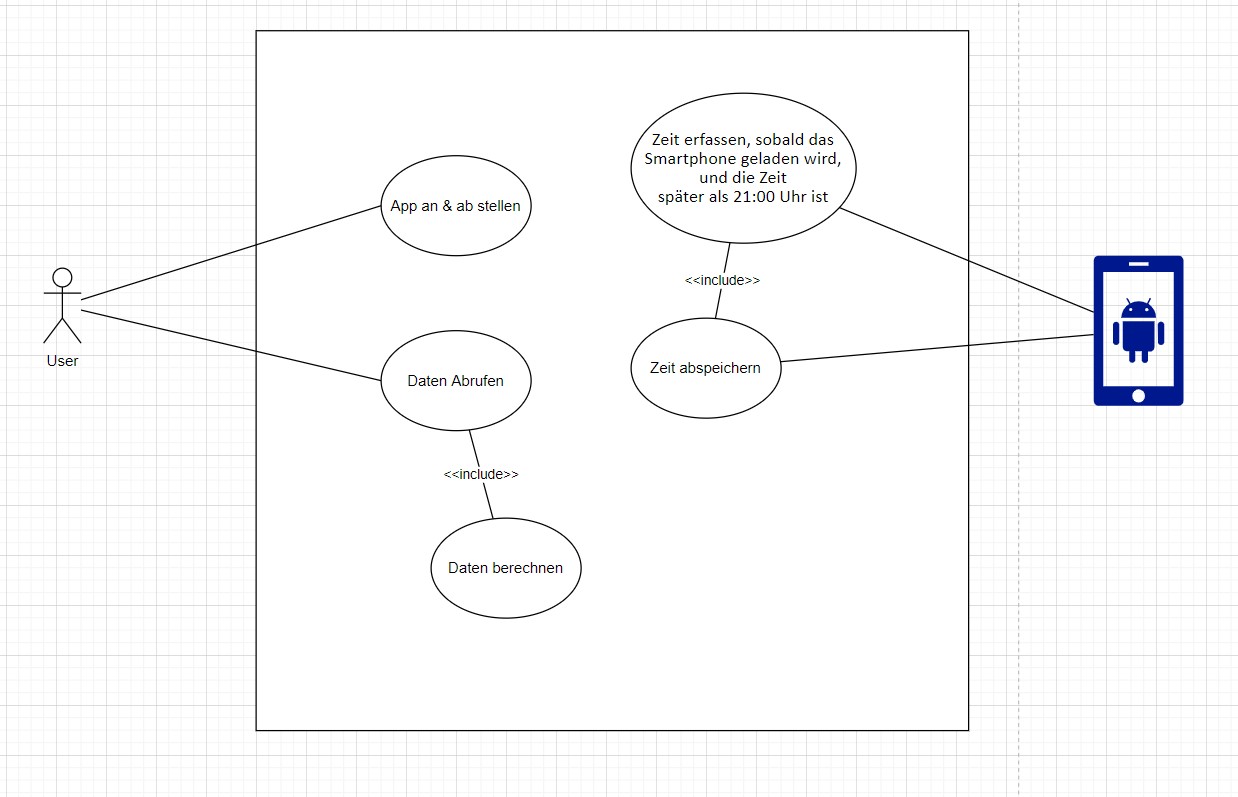 Zeit erfassen, sobald das
Smartphone geladen wird,
und die Zeit
später als 21:00 Uhr ist
App an & ab stellen
<<include>>
User
Zeit abspeichern
Daten Abrufen
<<include>>
Daten berechnen